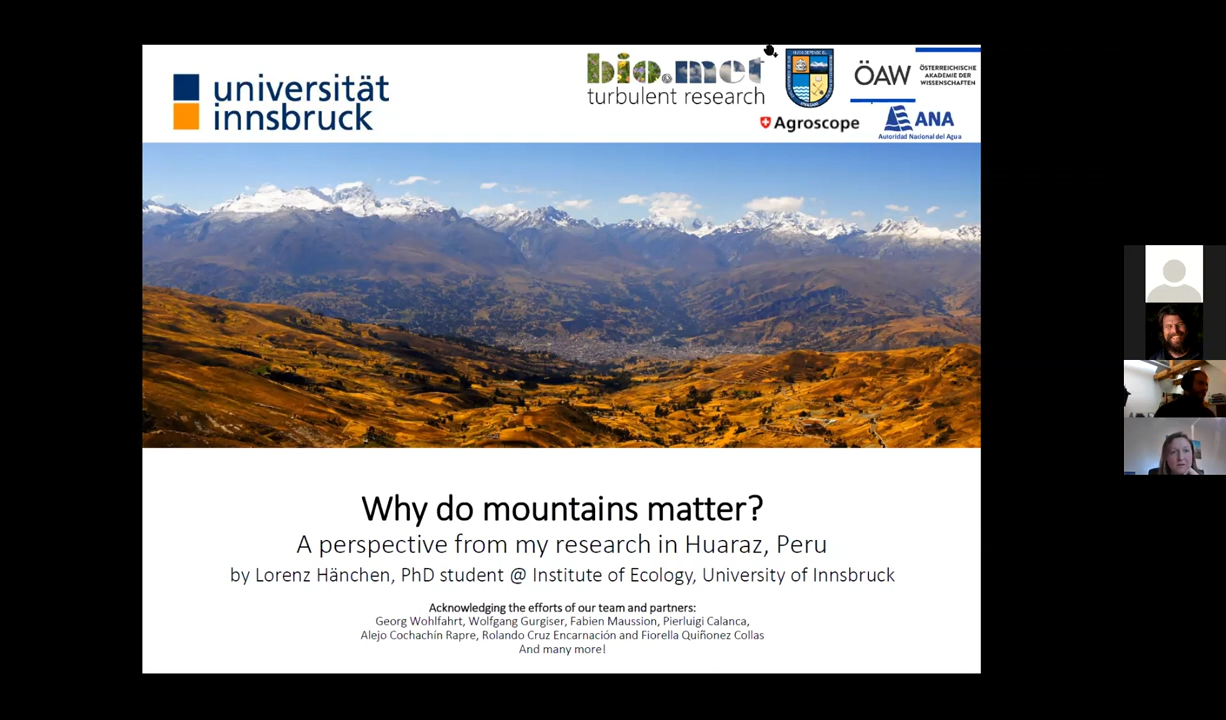 universität
innsbruck
bio.met
turbulent research
ÖAW
ÖSTERREICHISCHE
AKADEMIE DER
WISSENSCHAFTEN
Agroscope
ANA
Autoridad Nacional del Agua
Why do mountains matter?
A perspective from my research in Huaraz, Peru
by Lorenz Hänchen, PhD student @ Institute of Ecology, University of Innsbruck
Acknowledging the efforts of our team and partners:
Georg Wohlfahrt, Wolfgang Gurgiser, Fabien Maussion, Pierluigi Calanca,
Alejo Cochachín Rapre, Rolando Cruz Encarnación and Fiorella Quiñonez Collas
And many more!